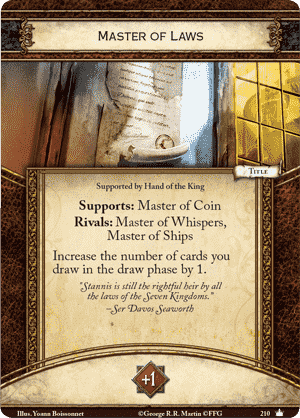 Master of Laws
Title
Supported by Hand of the King
Supports: Master of Coin
Rivals: Master of Whispers,
Master of Ships
Increase the number of cards you
draw in the draw phase by 1.
"Stannis is still the rightful heir by all
the laws of the Seven Kingdoms."
–Ser Davos Seaworth
+1
Illus. Yoann Boissonnet
©George R.R. Martin ©FFG
210